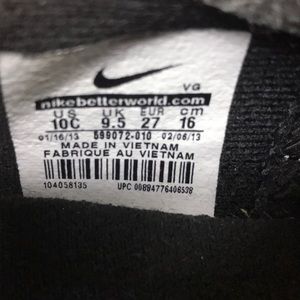 VG
nikebetterworld.com
US UK EUR cm
10C 9.5 27 16
01/16/13 599072-010 02/06/13
MADE IN VIETNAM
FABRIQUE AU VIETNAM
104058135 UPC 00884776406538